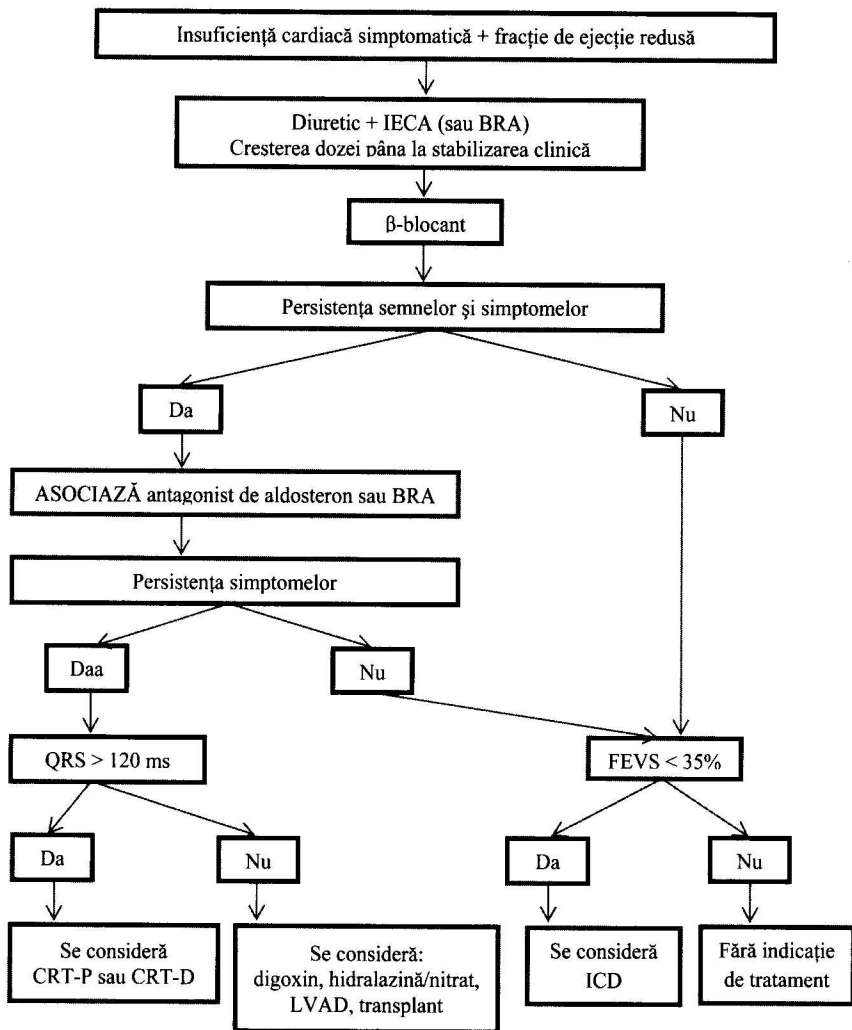 Insuficiență cardiacă simptomatică + fracție de ejecție redusă
Diuretic + IECA (sau BRA)
Creșterea dozei pâna la stabilizarea clinică
β-blocant
Persistența semnelor și simptomelor
Da
Nu
ASOCIAZĂ antagonist de aldosteron sau BRA
Persistența simptomelor
Daa
Nu
QRS > 120 ms
FEVS < 35%
Da
Nu
Da
Nu
Se consideră
CRT-P sau CRT-D
Se consideră:
digoxin, hidralazină/nitrat,
LVAD, transplant
Se consideră
ICD
Fără indicație
de tratament